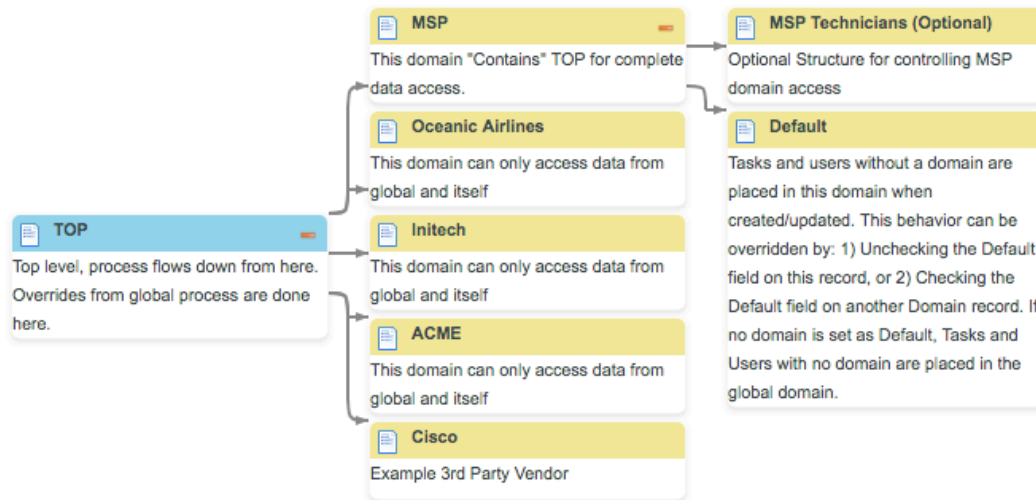 TOP
Top level, process flows down from here.
Overrides from global process are done
here.
MSP
This domain "Contains" TOP for complete
data access.
Oceanic Airlines
This domain can only access data from
global and itself
Initech
This domain can only access data from
global and itself
ACME
This domain can only access data from
global and itself
Cisco
Example 3rd Party Vendor
MSP Technicians (Optional)
Optional Structure for controlling MSP
domain access
Default
Tasks and users without a domain are
placed in this domain when
created/updated. This behavior can be
overridden by: 1) Unchecking the Default
field on this record, or 2) Checking the
Default field on another Domain record. If
no domain is set as Default, Tasks and
Users with no domain are placed in the
global domain.